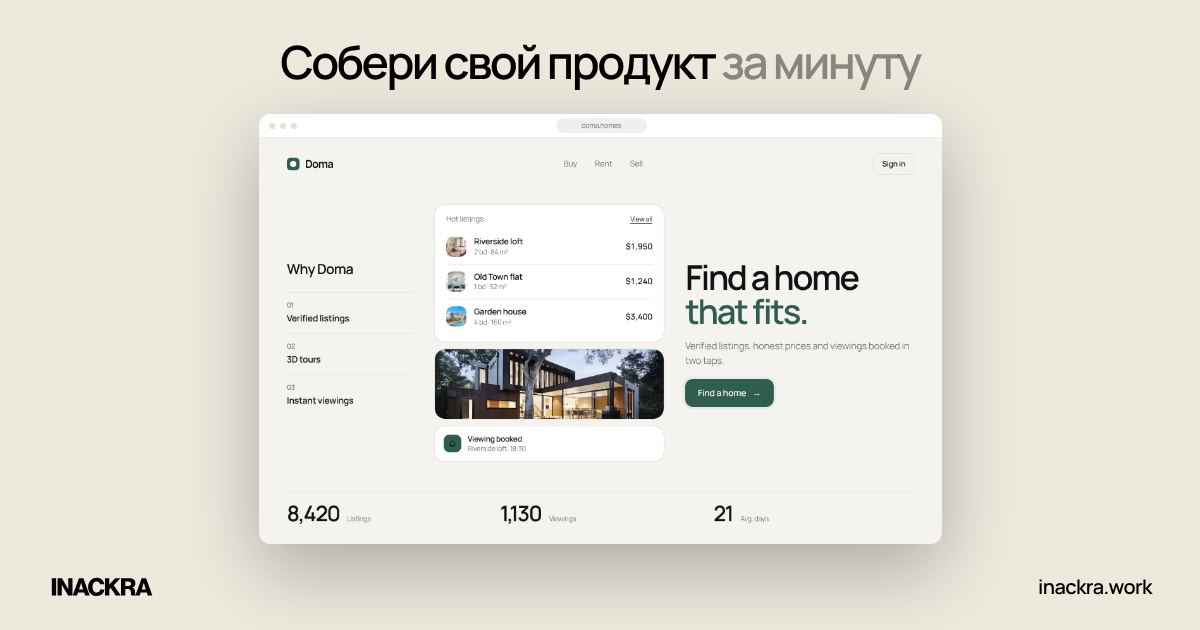 Собери свой продукт за минуту
doma.homes
Doma
Buy Rent Sell
Sign in
Why Doma
01
Verified listings
02
3D tours
03
Instant viewings
Hot listings
View all
Riverside loft
2 bd · 84 m²
$1,950
Old Town flat
1 bd · 52 m²
$1,240
Garden house
4 bd · 160 m²
$3,400
Viewing booked
Riverside loft, 18:30
Find a home
that fits.
Verified listings, honest prices and viewings booked in
two taps.
Find a home →
8,420 Listings
1,130 Viewings
21 Avg. days
INACKRA
inackra.work